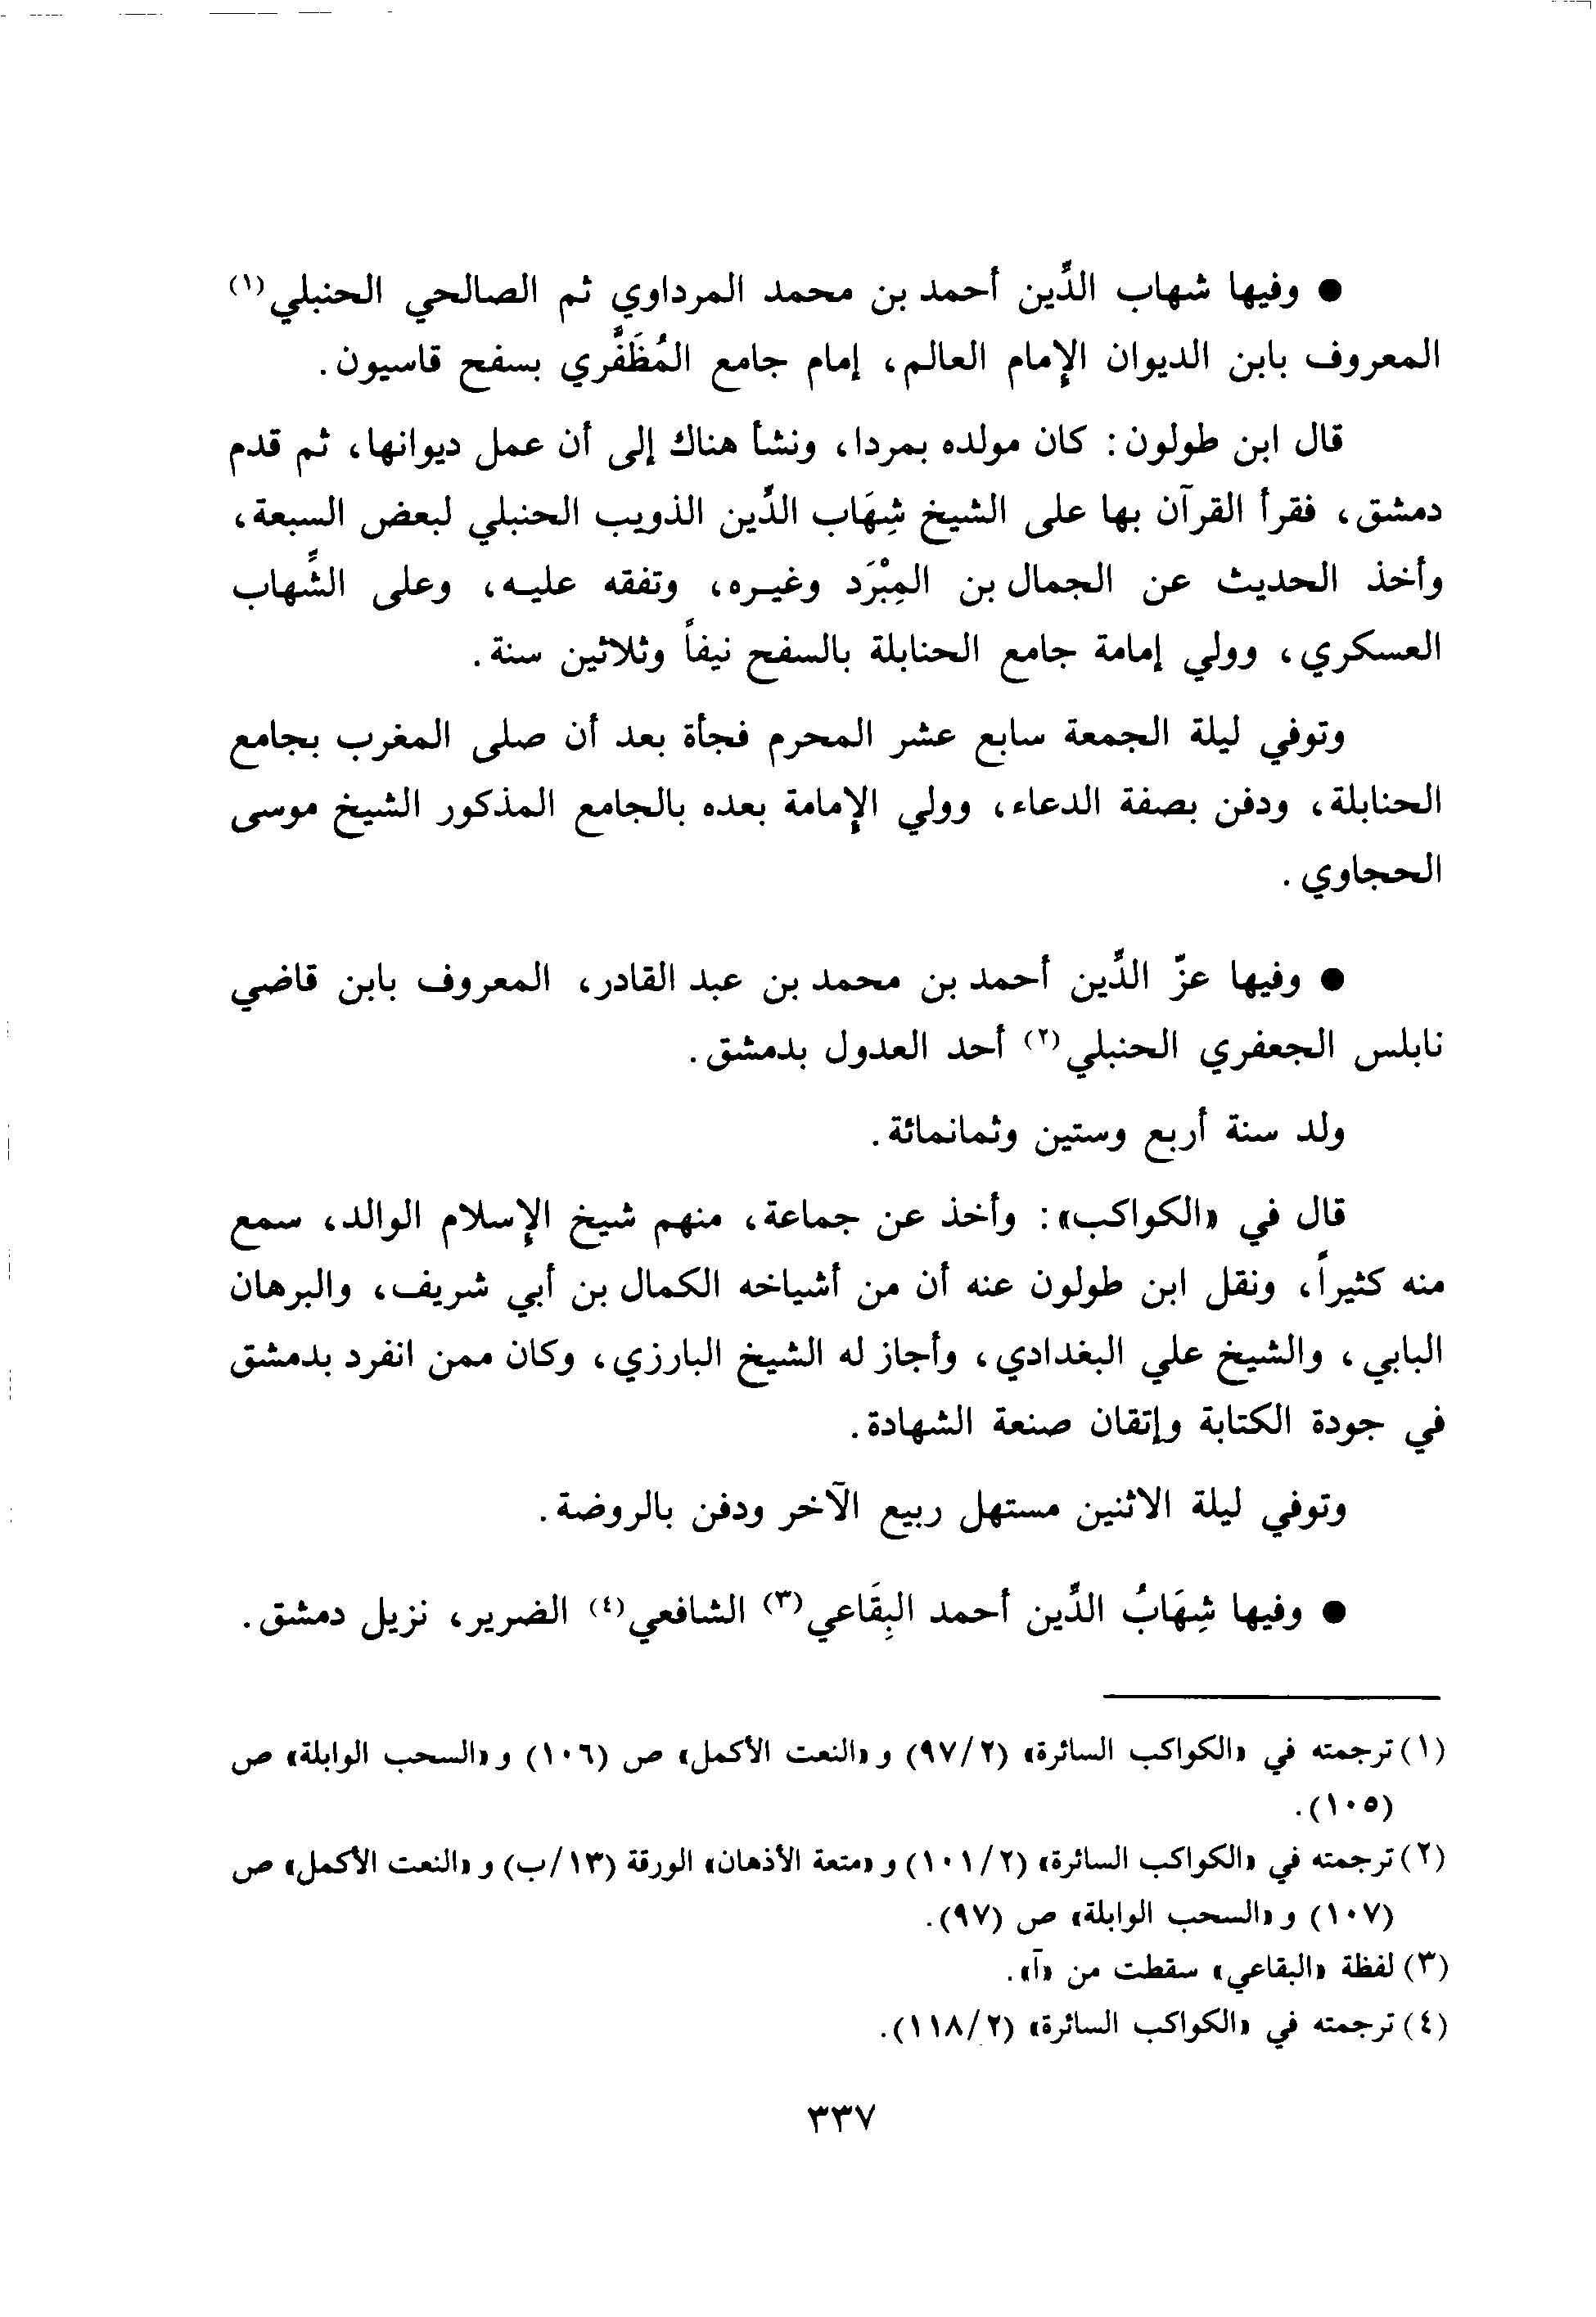 ● وفيها شهاب الدِّين أحمد بن محمد المرداوي ثم الصالحي الحنبلي(١)
المعروف بابن الديوان الإمام العالم، إمام جامع المُظَفَّري بسفح قاسيون.
قال ابن طولون: كان مولده بمردا، ونشأ هناك إلى أن عمل ديوانها، ثم قدم
دمشق، فقرأ القرآن بها على الشيخ شِهَاب الدِّين الذويب الحنبلي لبعض السبعة،
وأخذ الحديث عن الجمال بن المِبْرَد وغيره، وتفقه عليه، وعلى الشِّهاب
العسكري، وولي إمامة جامع الحنابلة بالسفح نيفاً وثلاثين سنة.
وتوفي ليلة الجمعة سابع عشر المحرم فجأة بعد أن صلى المغرب بجامع
الحنابلة، ودفن بصفة الدعاء، وولي الإمامة بعده بالجامع المذكور الشيخ موسى
الحجاوي.
● وفيها عزّ الدِّين أحمد بن محمد بن عبد القادر، المعروف بابن قاضي
نابلس الجعفري الحنبلي(٢) أحد العدول بدمشق.
ولد سنة أربع وستين وثمانمائة.
قال في «الكواكب»: وأخذ عن جماعة، منهم شيخ الإسلام الوالد، سمع
منه كثيراً، ونقل ابن طولون عنه أن من أشياخه الكمال بن أبي شريف، والبرهان
البابي، والشيخ علي البغدادي، وأجاز له الشيخ البارزي، وكان ممن انفرد بدمشق
في جودة الكتابة وإتقان صنعة الشهادة.
وتوفي ليلة الاثنين مستهل ربيع الآخر ودفن بالروضة.
● وفيها شِهَابُ الدِّين أحمد البِقَاعي(٣) الشافعي(٤) الضرير، نزيل دمشق.
(١) ترجمته في «الكواكب السائرة» (٢/٩٧) و«النعت الأكمل» ص (١٠٦) و«السحب الوابلة» ص
(١٠٥).
(٢) ترجمته في «الكواكب السائرة» (٢/١٠١) و«متعة الأذهان» الورقة (١٣/ب) و«النعت الأكمل» ص
(١٠٧) و«السحب الوابلة» ص (٩٧).
(٣) لفظة «البقاعي» سقطت من «آ».
(٤) ترجمته في «الكواكب السائرة» (٢/١١٨).
٣٣٧